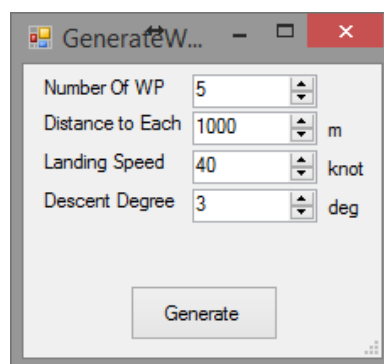 GenerateW...
Number Of WP 5
Distance to Each 1000 m
Landing Speed 40 knot
Descent Degree 3 deg
Generate